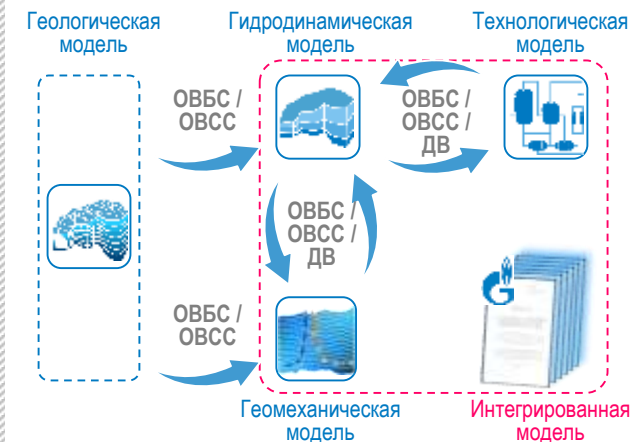 Геологическая
модель
Гидродинамическая
модель
Технологическая
модель
ОВБС /
ОВСС
ОВБС /
ОВСС /
ДВ
ОВБС /
ОВСС /
ДВ
ОВБС /
ОВСС
Геомеханическая
модель
Интегрированная
модель